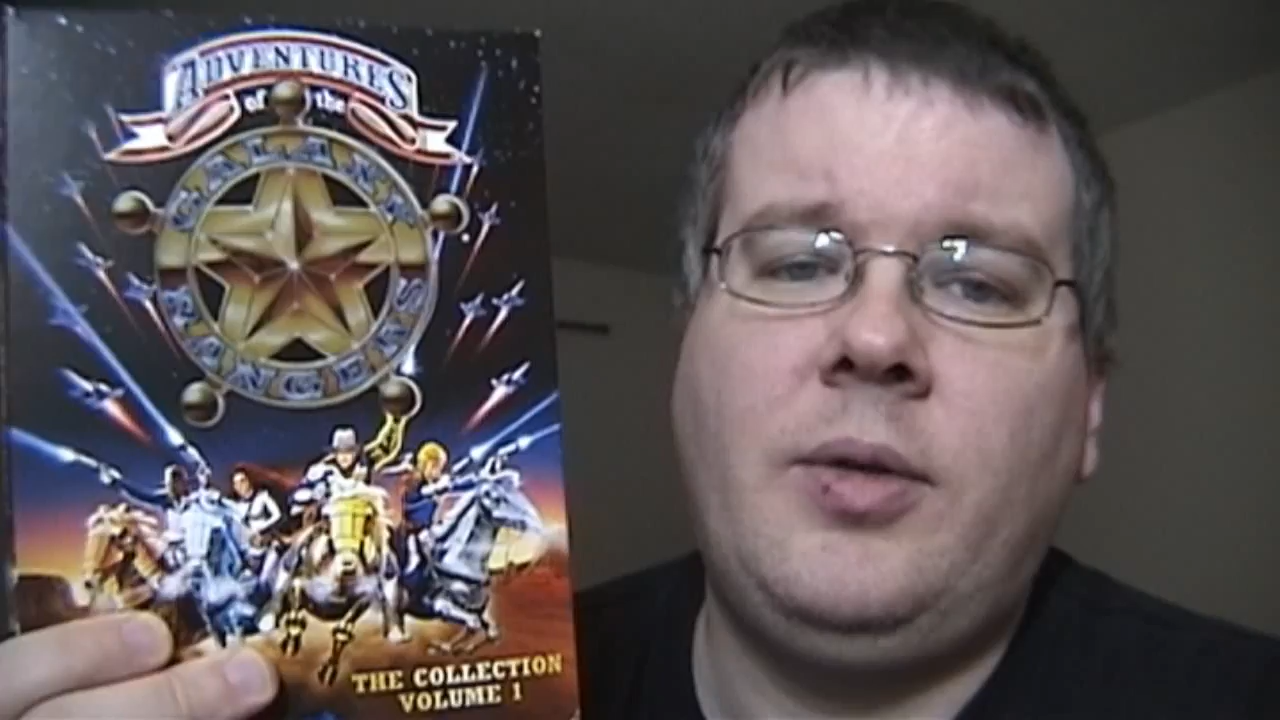 ADVENTURES
of the
GALAXY
RANGERS
THE COLLECTION
VOLUME 1